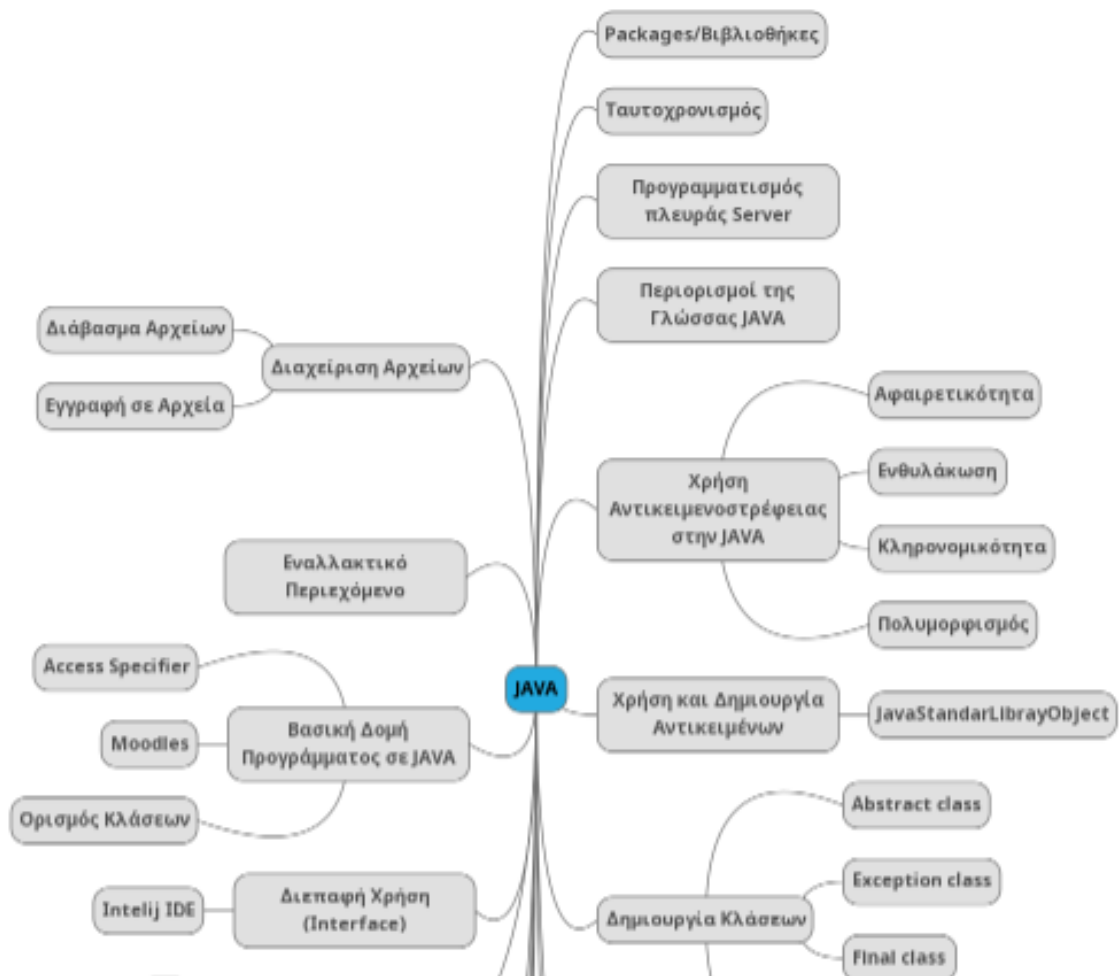 Packages/Βιβλιοθήκες
Ταυτοχρονισμός
Προγραμματισμός
πλευράς Server
Περιορισμοί της
Γλώσσας JAVA
Διάβασμα Αρχείων
Διαχείριση Αρχείων
Εγγραφή σε Αρχεία
Αφαιρετικότητα
Ενθυλάκωση
Χρήση
Αντικειμενοστρέφειας
στην JAVA
Κληρονομικότητα
Πολυμορφισμός
Εναλλακτικό
Περιεχόμενο
Access Specifier
JAVA
Χρήση και Δημιουργία
Αντικειμένων
JavaStandarLibrayObject
Βασική Δομή
Προγράμματος σε JAVA
Moodles
Ορισμός Κλάσεων
Abstract class
Exception class
Διεπαφή Χρήση
(Interface)
Intelij IDE
Δημιουργία Κλάσεων
Final class